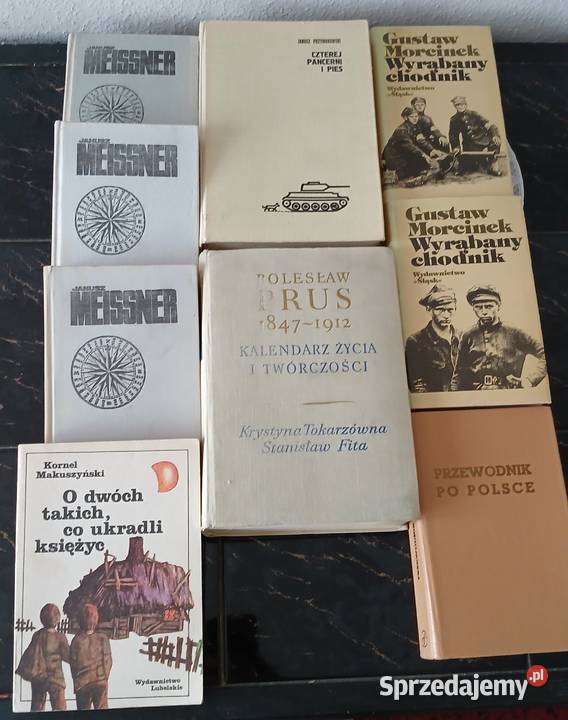 JANUSZ
MEISSNER
JANUSZ
MEISSNER
JANUSZ
MEISSNER
Kornel
Makuszyński
O dwóch
takich,
co ukradli
księżyc
Wydawnictwo
Lubelskie
JANUSZ PRZYMANOWSKI
CZTEREJ
PANCERNI
I PIES
BOLESŁAW
PRUS
1847-1912
KALENDARZ ŻYCIA
I TWÓRCZOŚCI
Krystyna Tokarzówna
Stanisław Fita
Gustaw
Morcinek
Wyrąbany
chodnik
Wydawnictwo
»Śląsk«
Gustaw
Morcinek
Wyrąbany
chodnik
Wydawnictwo
»Śląsk«
PRZEWODNIK
PO POLSCE
Sprzedajemy.pl